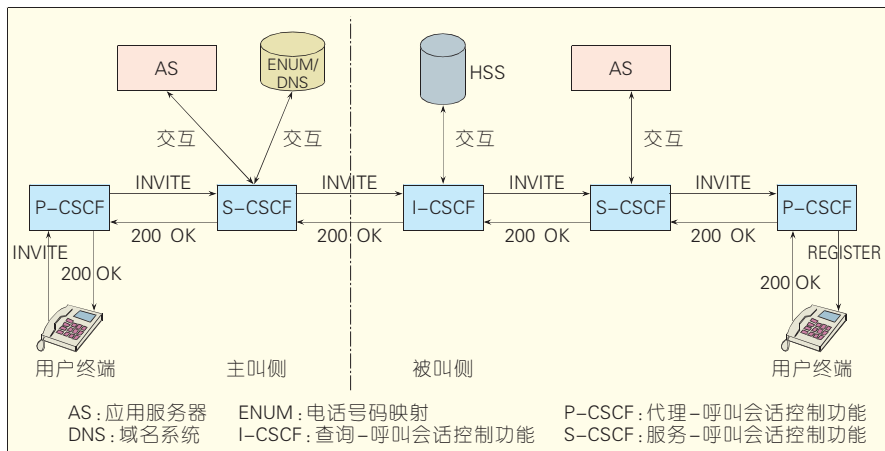 AS
ENUM/
DNS
HSS
AS
交互
交互
交互
交互
INVITE
INVITE
INVITE
INVITE
P-CSCF
S-CSCF
I-CSCF
S-CSCF
P-CSCF
200 OK
200 OK
200 OK
200 OK
INVITE
200 OK
REGISTER
200 OK
用户终端
主叫侧
被叫侧
用户终端
AS:应用服务器
ENUM:电话号码映射
P-CSCF:代理-呼叫会话控制功能
DNS:域名系统
I-CSCF:查询-呼叫会话控制功能
S-CSCF:服务-呼叫会话控制功能